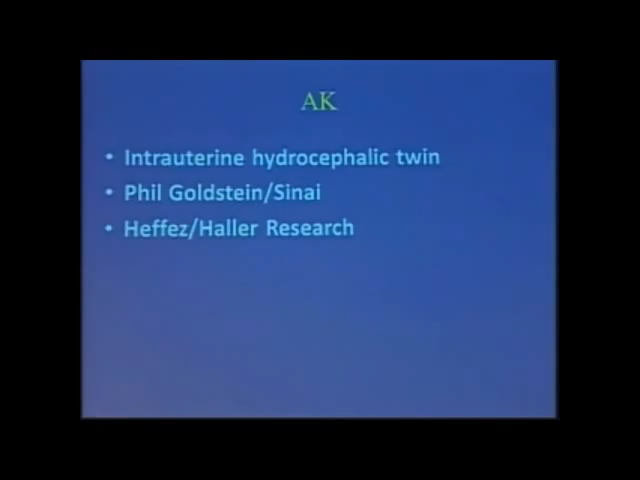 AK
• Intrauterine hydrocephalic twin
• Phil Goldstein/Sinai
• Heffez/Haller Research